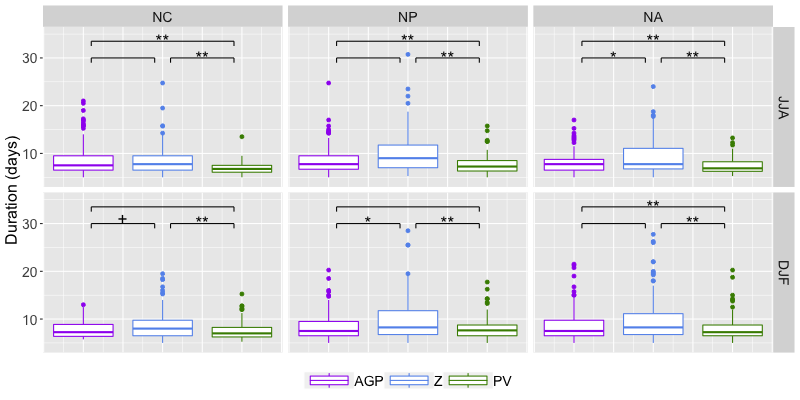 NC NP NA
** ** **
** ** * **
30
20
10
JJA
Duration (days)
**
+ ** * ** **
30
20
10
DJF
AGP Z PV